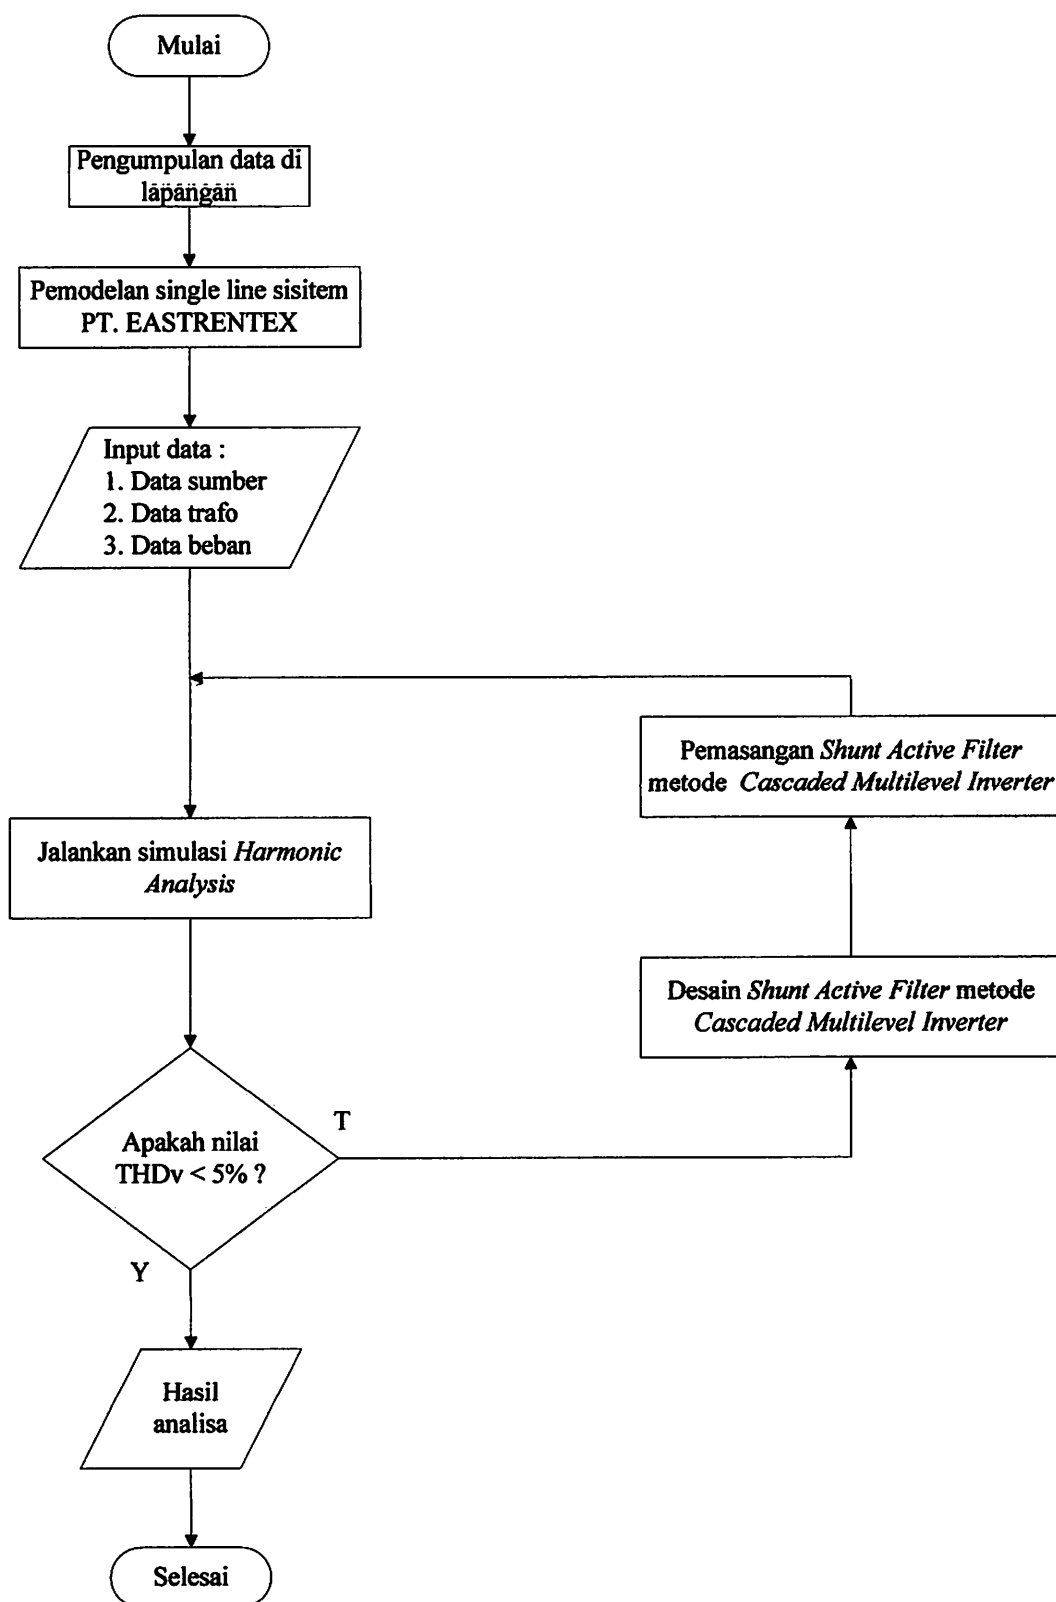 Mulai
Pengumpulan data di
lapangan
Pemodelan single line sisitem
PT. EASTRENTEX
Input data :
1. Data sumber
2. Data trafo
3. Data beban
Pemasangan Shunt Active Filter
metode Cascaded Multilevel Inverter
Jalankan simulasi Harmonic
Analysis
Desain Shunt Active Filter metode
Cascaded Multilevel Inverter
T
Apakah nilai
THDv < 5% ?
Y
Hasil
analisa
Selesai